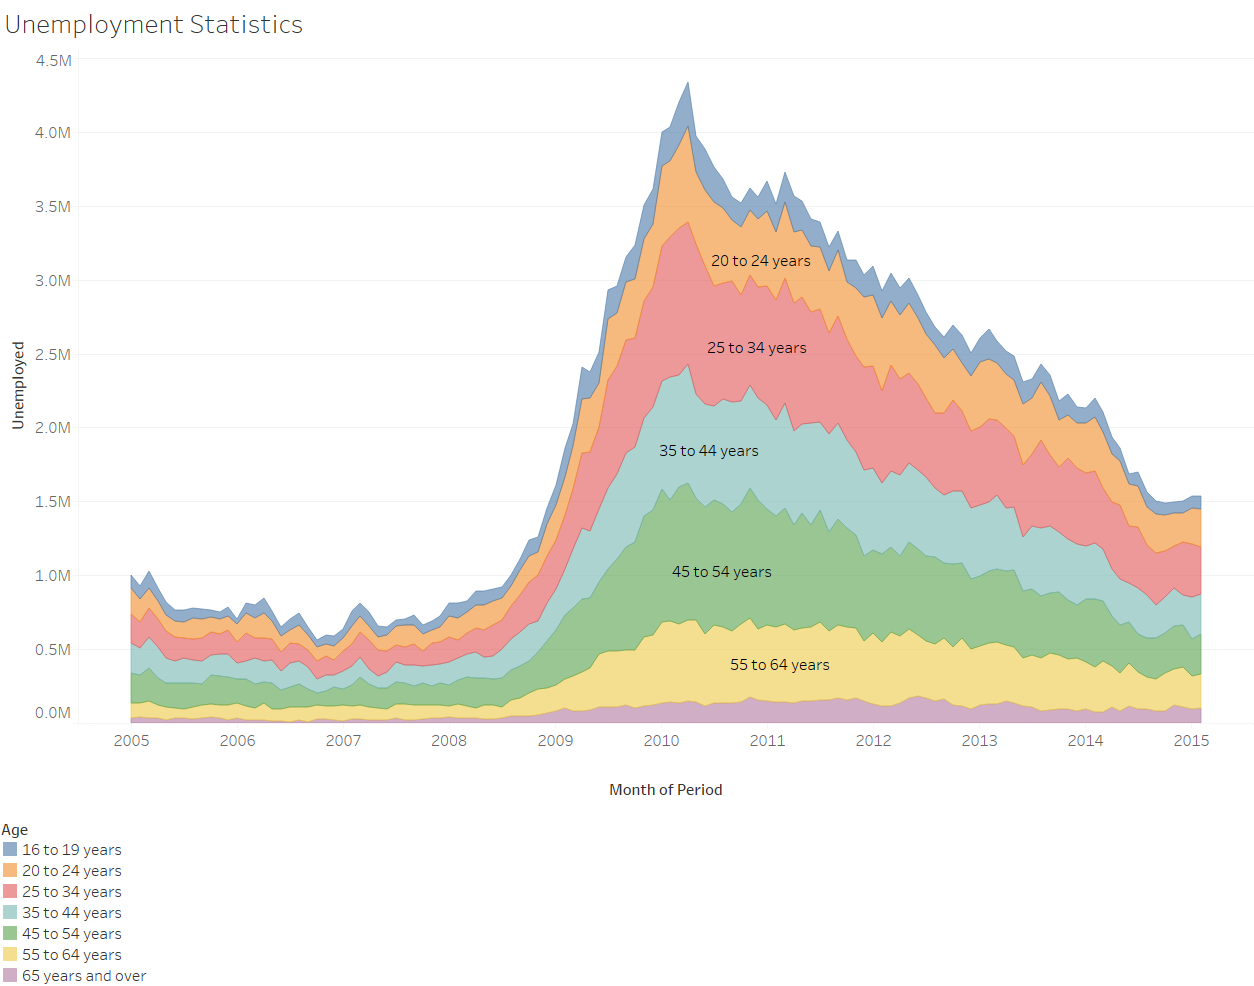 Unemployment Statistics
4.5M
4.0M
3.5M
3.0M
2.5M
2.0M
1.5M
1.0M
0.5M
0.0M
Unemployed
20 to 24 years
25 to 34 years
35 to 44 years
45 to 54 years
55 to 64 years
2005 2006 2007 2008 2009 2010 2011 2012 2013 2014 2015
Month of Period
Age
16 to 19 years
20 to 24 years
25 to 34 years
35 to 44 years
45 to 54 years
55 to 64 years
65 years and over